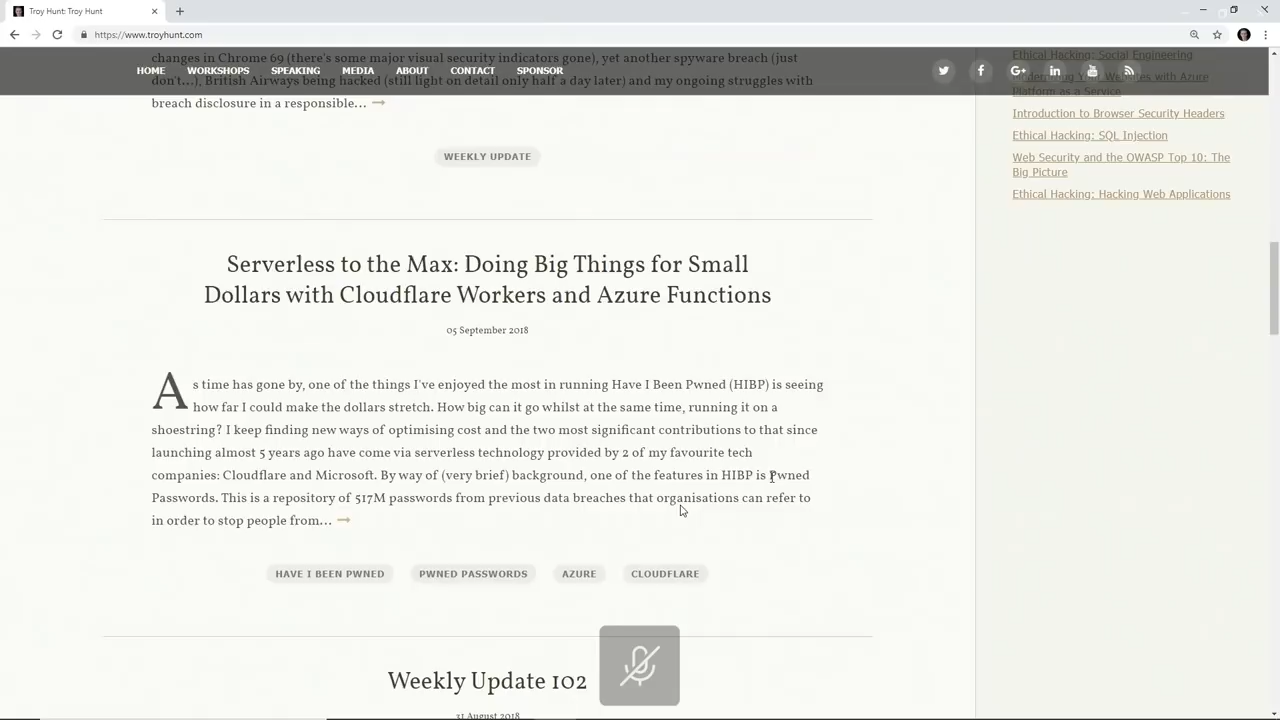 Troy Hunt: Troy Hunt
https://www.troyhunt.com
changes in Chrome 69 (there's some major visual security indicators gone), yet another spyware breach (just
HOME WORKSHOPS SPEAKING MEDIA ABOUT CONTACT SPONSOR
don't...), British Airways being hacked (still light on detail only half a day later) and my ongoing struggles with
breach disclosure in a responsible...
WEEKLY UPDATE
Serverless to the Max: Doing Big Things for Small
Dollars with Cloudflare Workers and Azure Functions
05 September 2018
As time has gone by, one of the things I've enjoyed the most in running Have I Been Pwned (HIBP) is seeing
how far I could make the dollars stretch. How big can it go whilst at the same time, running it on a
shoestring? I keep finding new ways of optimising cost and the two most significant contributions to that since
launching almost 5 years ago have come via serverless technology provided by 2 of my favourite tech
companies: Cloudflare and Microsoft. By way of (very brief) background, one of the features in HIBP is Pwned
Passwords. This is a repository of 517M passwords from previous data breaches that organisations can refer to
in order to stop people from...
HAVE I BEEN PWNED PWNED PASSWORDS AZURE CLOUDFLARE
Weekly Update 102
31 August 2018
Ethical Hacking: Social Engineering
Websites with Azure
Platform as a Service
Introduction to Browser Security Headers
Ethical Hacking: SQL Injection
Web Security and the OWASP Top 10: The
Big Picture
Ethical Hacking: Hacking Web Applications